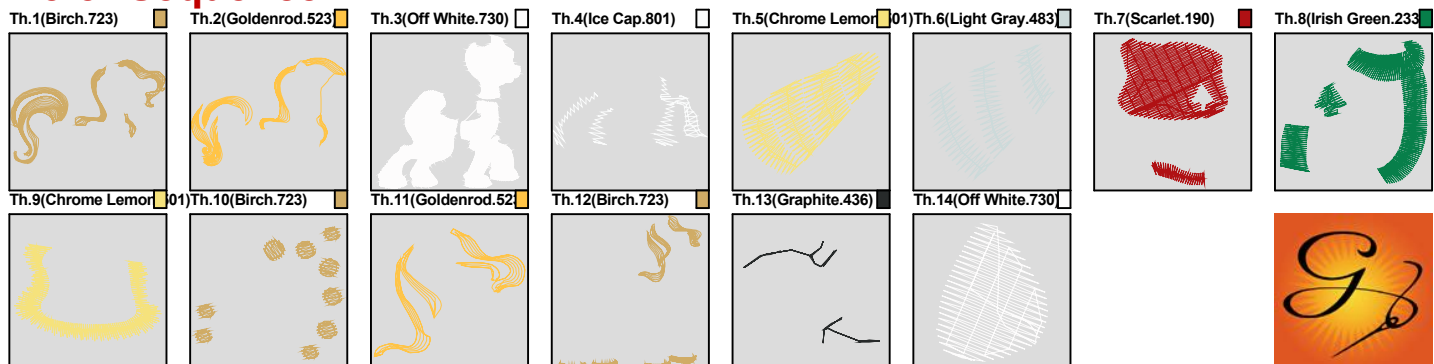 Th.1(Birch.723)
Th.2(Goldenrod.523)
Th.3(Off White.730)
Th.4(Ice Cap.801)
Th.5(Chrome Lemon 01)
Th.6(Light Gray.483)
Th.7(Scarlet.190)
Th.8(Irish Green.233
Th.9(Chrome Lemon 601)
Th.10(Birch.723)
Th.11(Goldenrod.523
Th.12(Birch.723)
Th.13(Graphite.436)
Th.14(Off White.730)
G